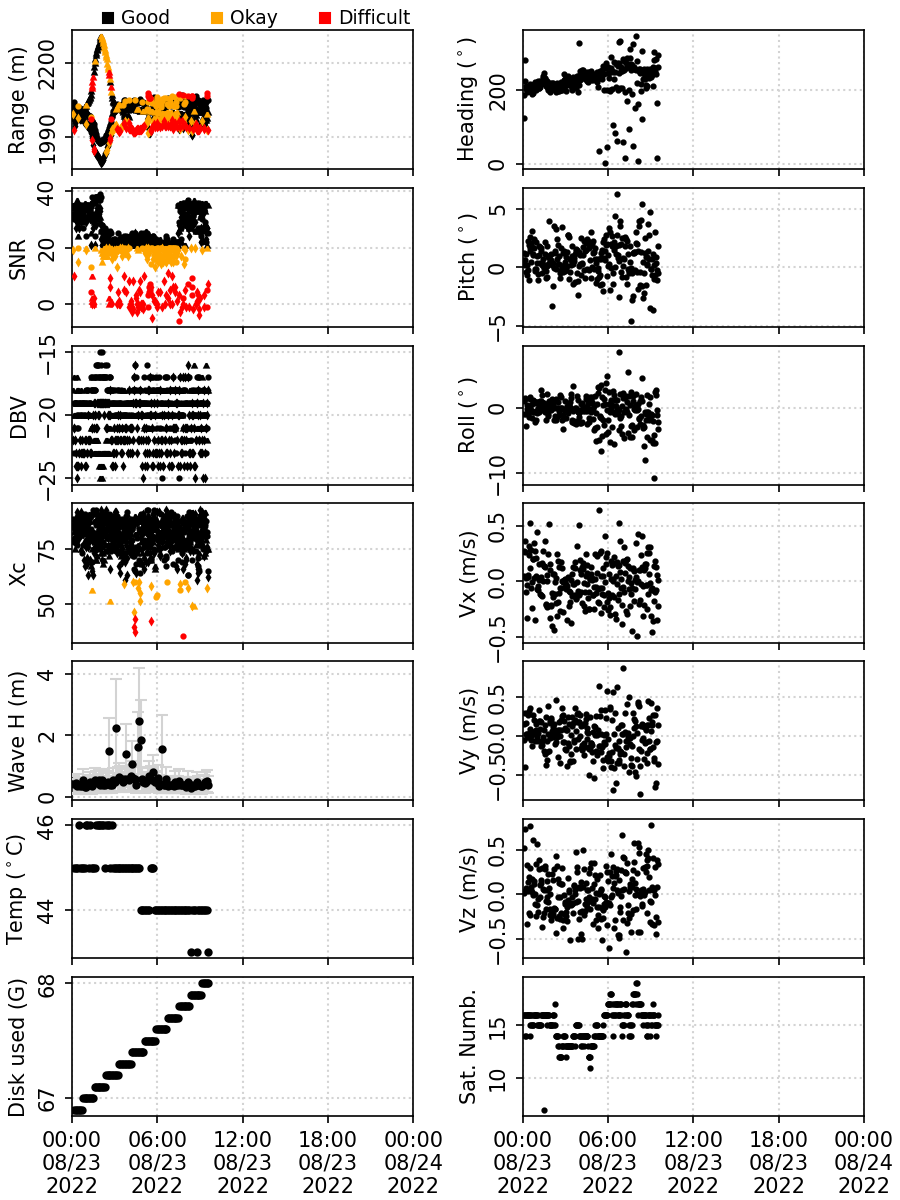 Good Okay Difficult
Range (m)
2200
1990
Heading (°)
200
0
SNR
40
20
0
Pitch (°)
5
0
−5
DBV
−15
−20
−25
Roll (°)
0
−10
Xc
75
50
Vx (m/s)
0.5
0.0
−0.5
Wave H (m)
4
2
0
Vy (m/s)
0.5
0.0
−0.5
Temp (°C)
46
44
Vz (m/s)
0.5
0.0
−0.5
Disk used (G)
68
67
Sat. Numb.
15
10
00:00 06:00 12:00 18:00 00:00
08/23 08/23 08/23 08/23 08/24
2022 2022 2022 2022 2022
00:00 06:00 12:00 18:00 00:00
08/23 08/23 08/23 08/23 08/24
2022 2022 2022 2022 2022